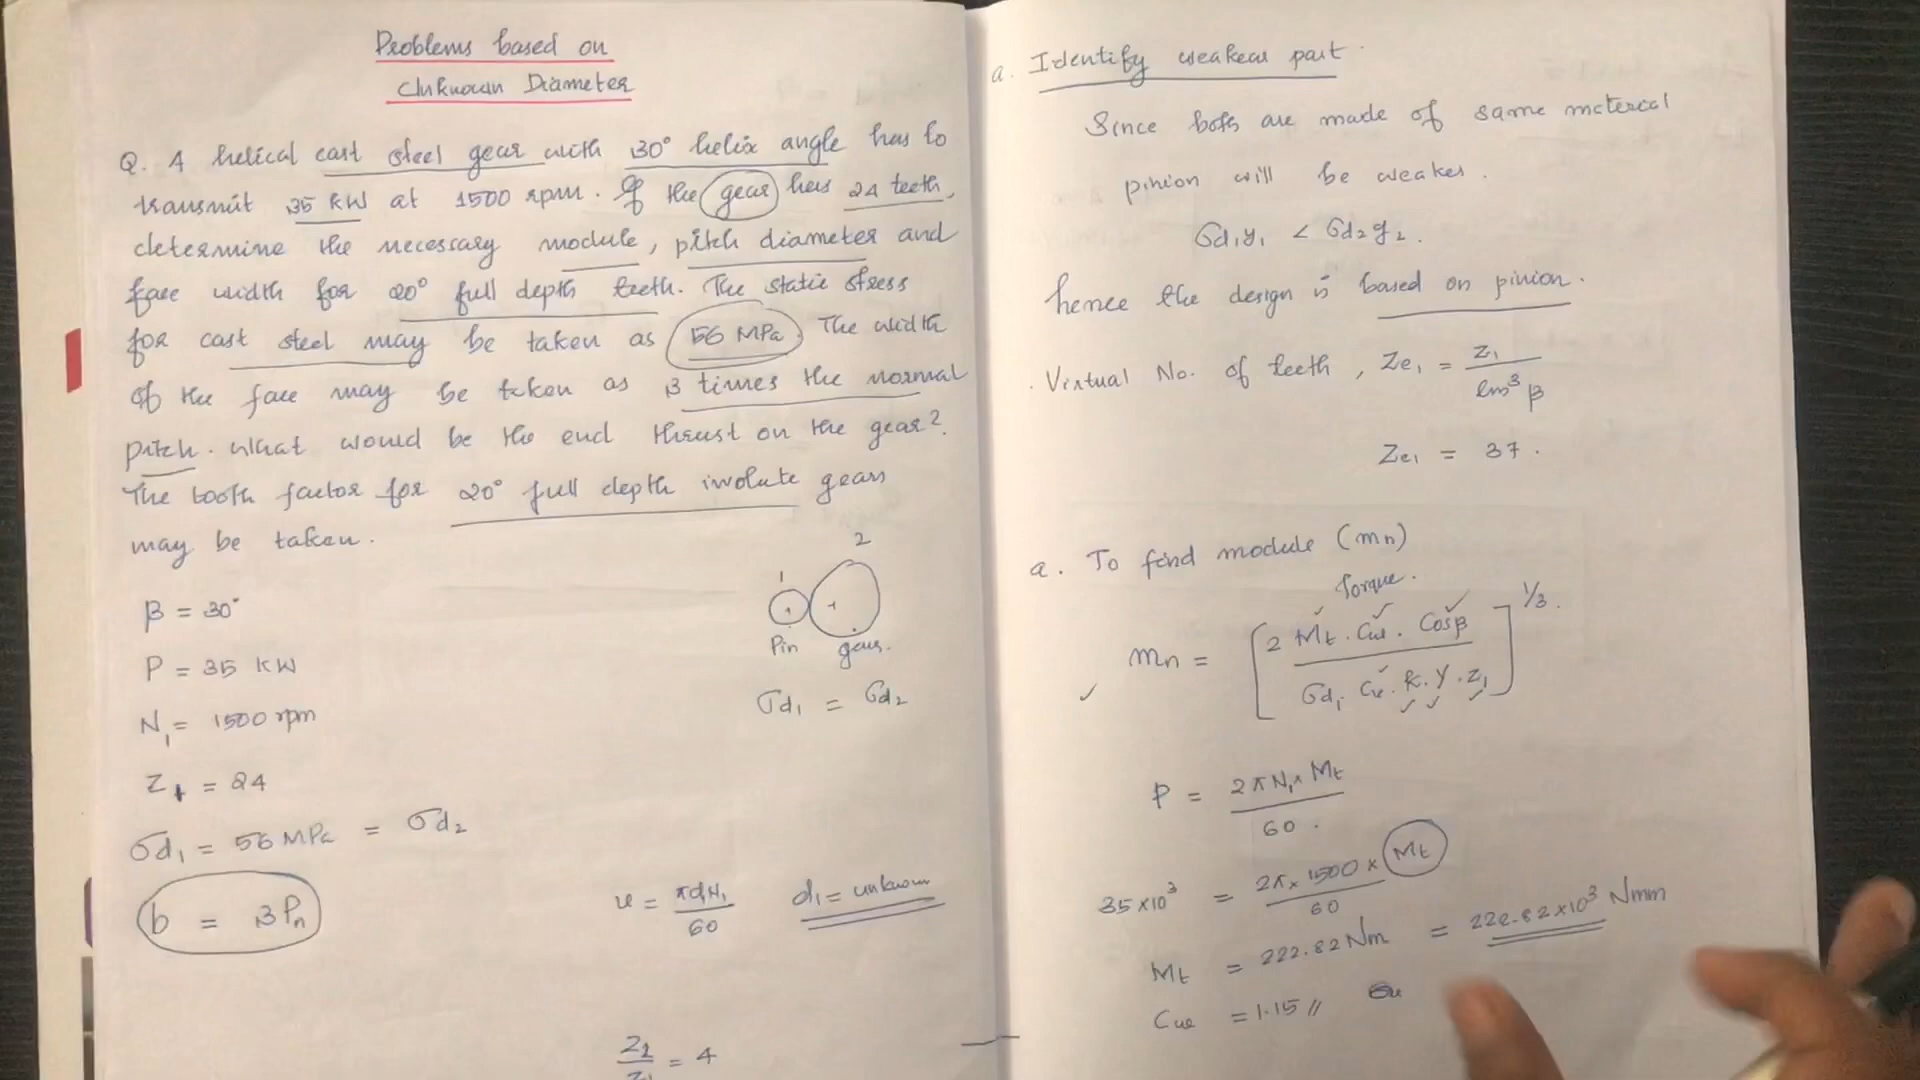 Problems based on
Unknown Diameter
Q. A helical cast steel gear with 30° helix angle has to
transmit 35 kW at 1500 rpm. If the gear has 24 teeth,
determine the necessary module, pitch diameter and
face width for 20° full depth teeth. The static stress
for cast steel may be taken as 56 MPa. The width
of the face may be taken as 3 times the normal
pitch. What would be the end thrust on the gear?
The tooth factor for 20° full depth involute gears
may be taken.
β = 30°
P = 35 kW
N₁ = 1500 rpm
Z₁ = 24
σd₁ = 56 MPa = σd₂
b = 3Pn
1 2
Pin gear.
σd₁ = σd₂
v = πd₁N₁ / 60 d₁ = unknown
Z₂ / Z₁ = 4
a. Identify weaker part.
Since both are made of same material
pinion will be weaker.
σd₁y₁ < σd₂y₂.
hence the design is based on pinion.
Virtual No. of teeth, Ze₁ = Z₁ / cos³β
Ze₁ = 37.
a. To find module (mn)
Torque.
mn = [2 Mt. Cw. Cosβ / σd₁. Cv. K. Y. Z₁]^1/3.
P = 2πN₁ × Mt / 60.
35×10³ = 2π × 1500 × Mt / 60
Mt = 222.82 Nm = 222.82×10³ Nmm
Cw = 1.15 //